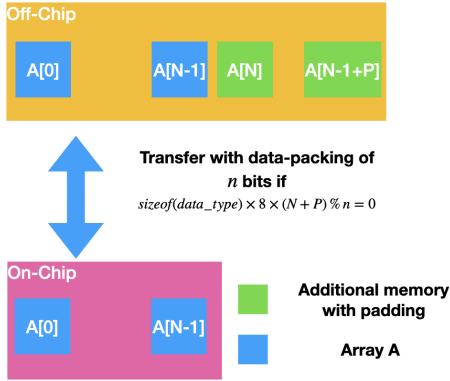 Off-Chip
A[0] A[N-1] A[N] A[N-1+P]
Transfer with data-packing of
n bits if
sizeof(data_type) × 8 × (N + P) % n = 0
On-Chip
A[0] A[N-1]
Additional memory
with padding
Array A